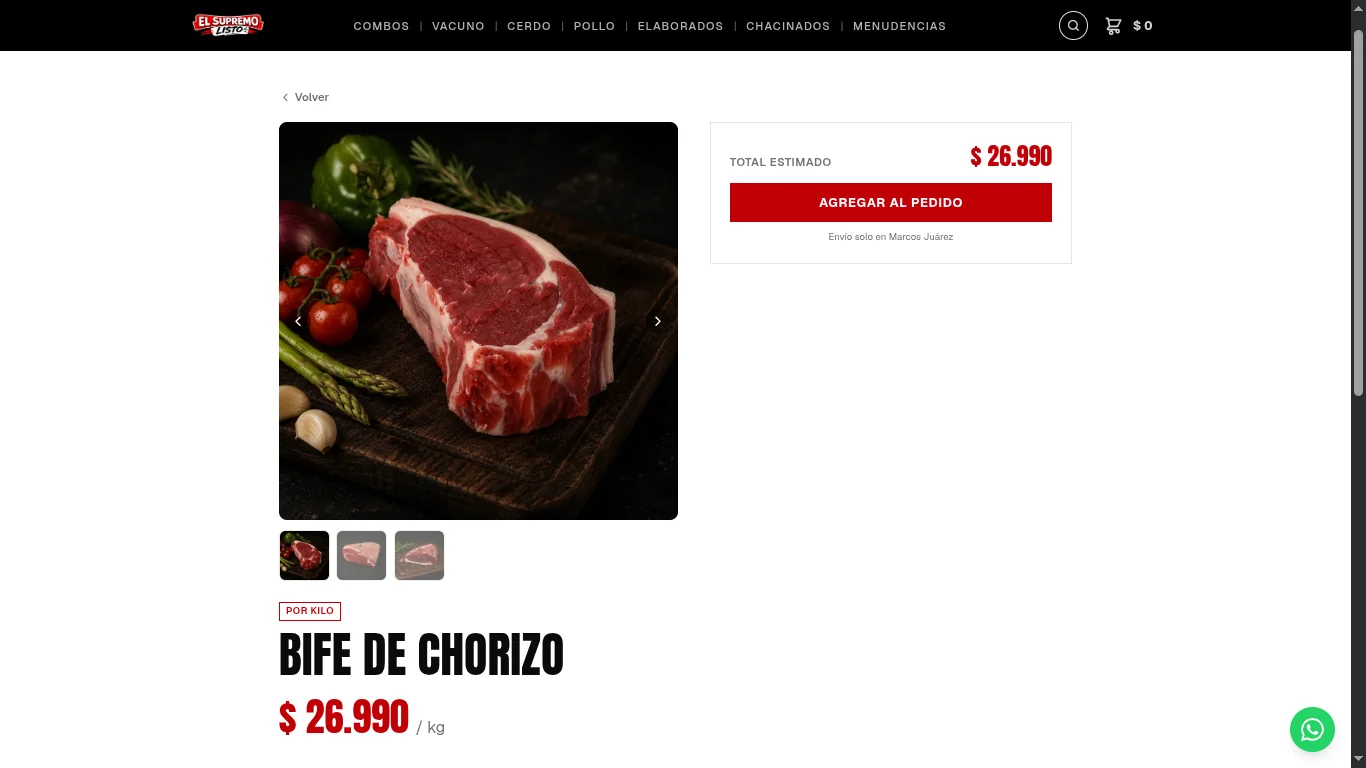 EL SUPREMO
LISTO
COMBOS | VACUNO | CERDO | POLLO | ELABORADOS | CHACINADOS | MENUDENCIAS
$ 0
Volver
TOTAL ESTIMADO
$ 26.990
AGREGAR AL PEDIDO
Envío solo en Marcos Juárez
POR KILO
BIFE DE CHORIZO
$ 26.990 / kg